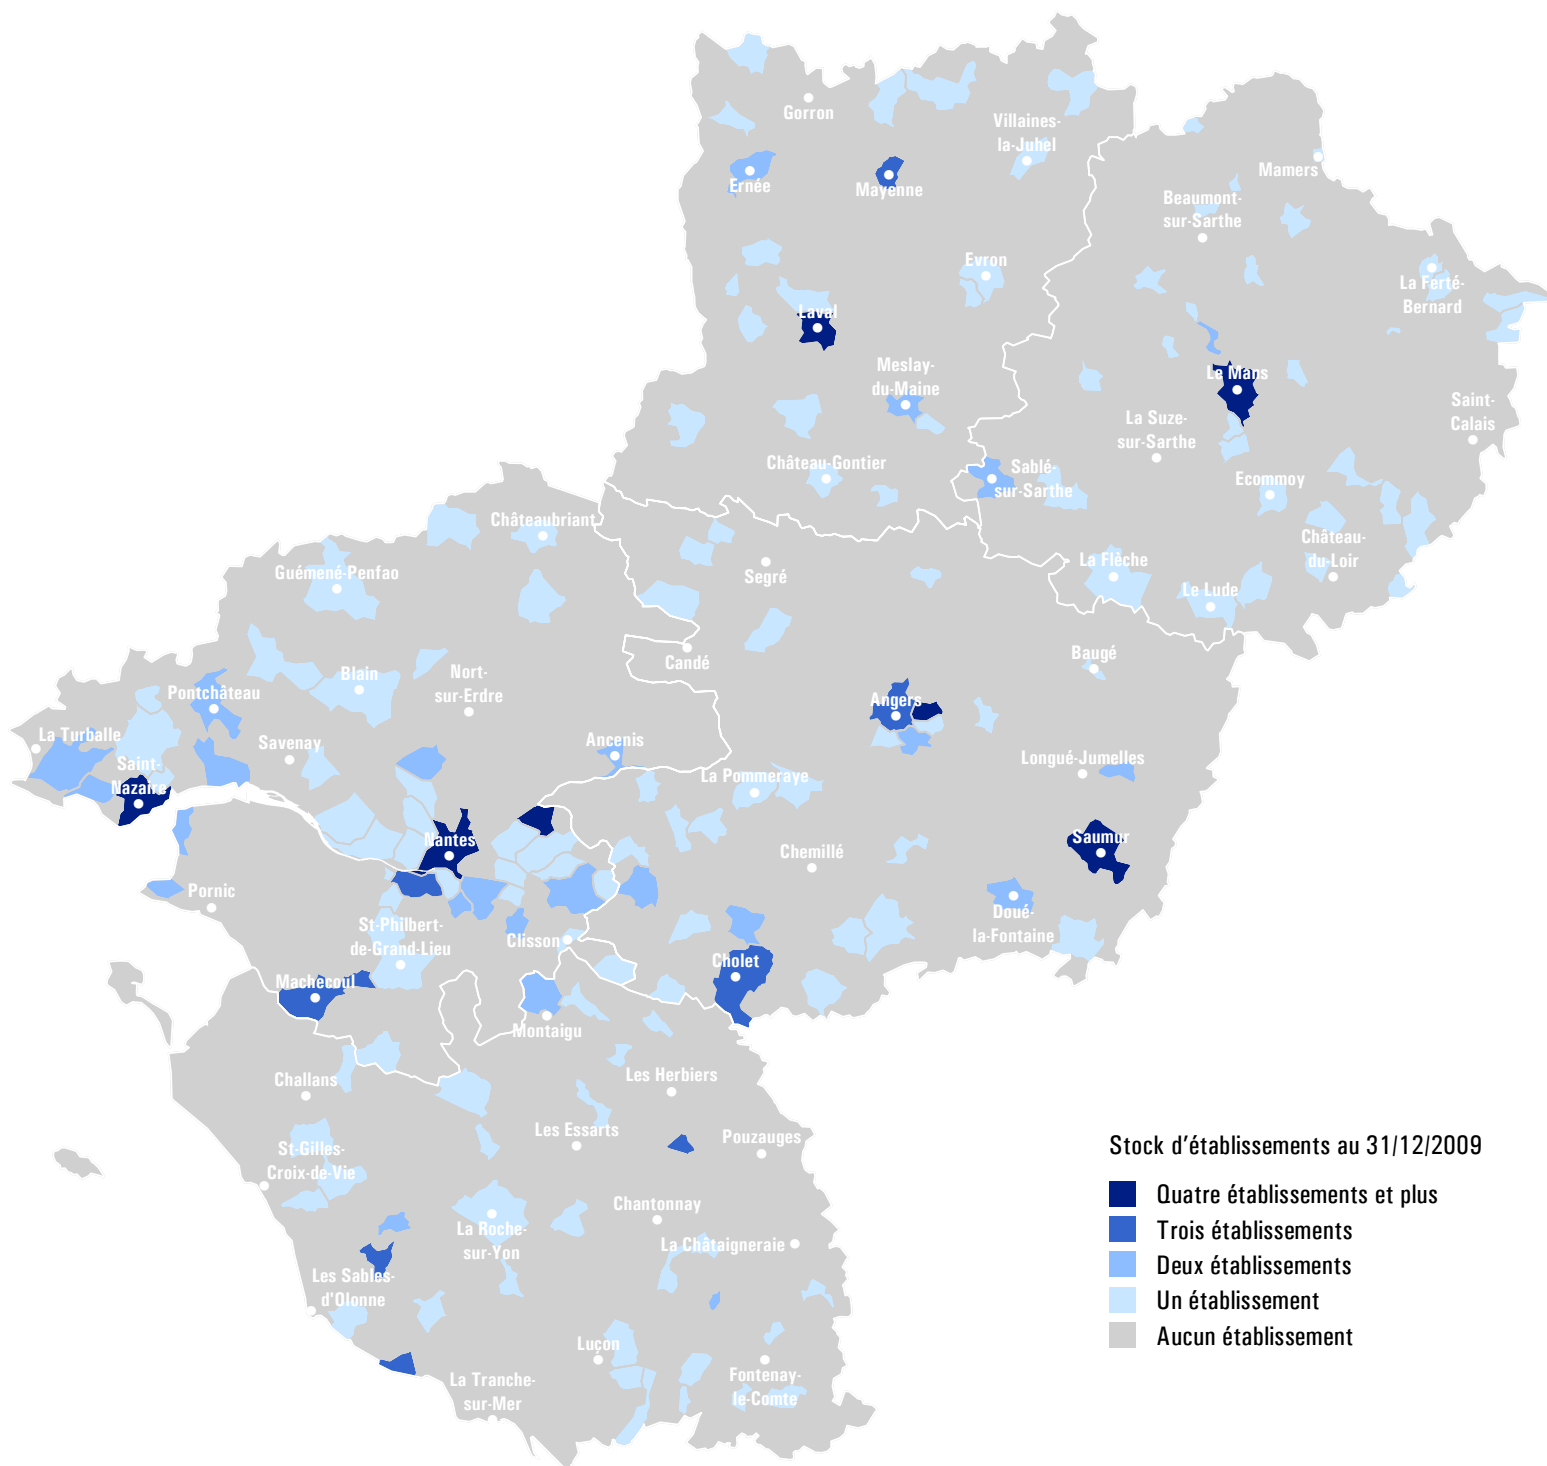 Gorron
Villaines-
la-Juhel
Mamers
Ernée
Mayenne
Beaumont-
sur-Sarthe
Evron
La Ferté-
Bernard
Laval
Meslay-
du-Maine
Le Mans
Saint-
Calais
La Suze-
sur-Sarthe
Château-Gontier
Sablé-
sur-Sarthe
Ecommoy
Châteaubriant
Château-
du-Loir
Guémené-Penfao
Segré
La Flèche
Le Lude
Candé
Baugé
Blain
Nort-
sur-Erdre
Pontchâteau
Angers
La Turballe
Savenay
Ancenis
Longué-Jumelles
Saint-
Nazaire
La Pommeraye
Nantes
Chemillé
Saumur
Pornic
St-Philbert-
de-Grand-Lieu
Clisson
Doué-
la-Fontaine
Cholet
Machecoul
Montaigu
Challans
Les Herbiers
Les Essarts
Pouzauges
St-Gilles-
Croix-de-Vie
Chantonnay
La Roche-
sur-Yon
La Châtaigneraie
Les Sables-
d'Olonne
Luçon
La Tranche-
sur-Mer
Fontenay-
le-Comte
Stock d'établissements au 31/12/2009
Quatre établissements et plus
Trois établissements
Deux établissements
Un établissement
Aucun établissement